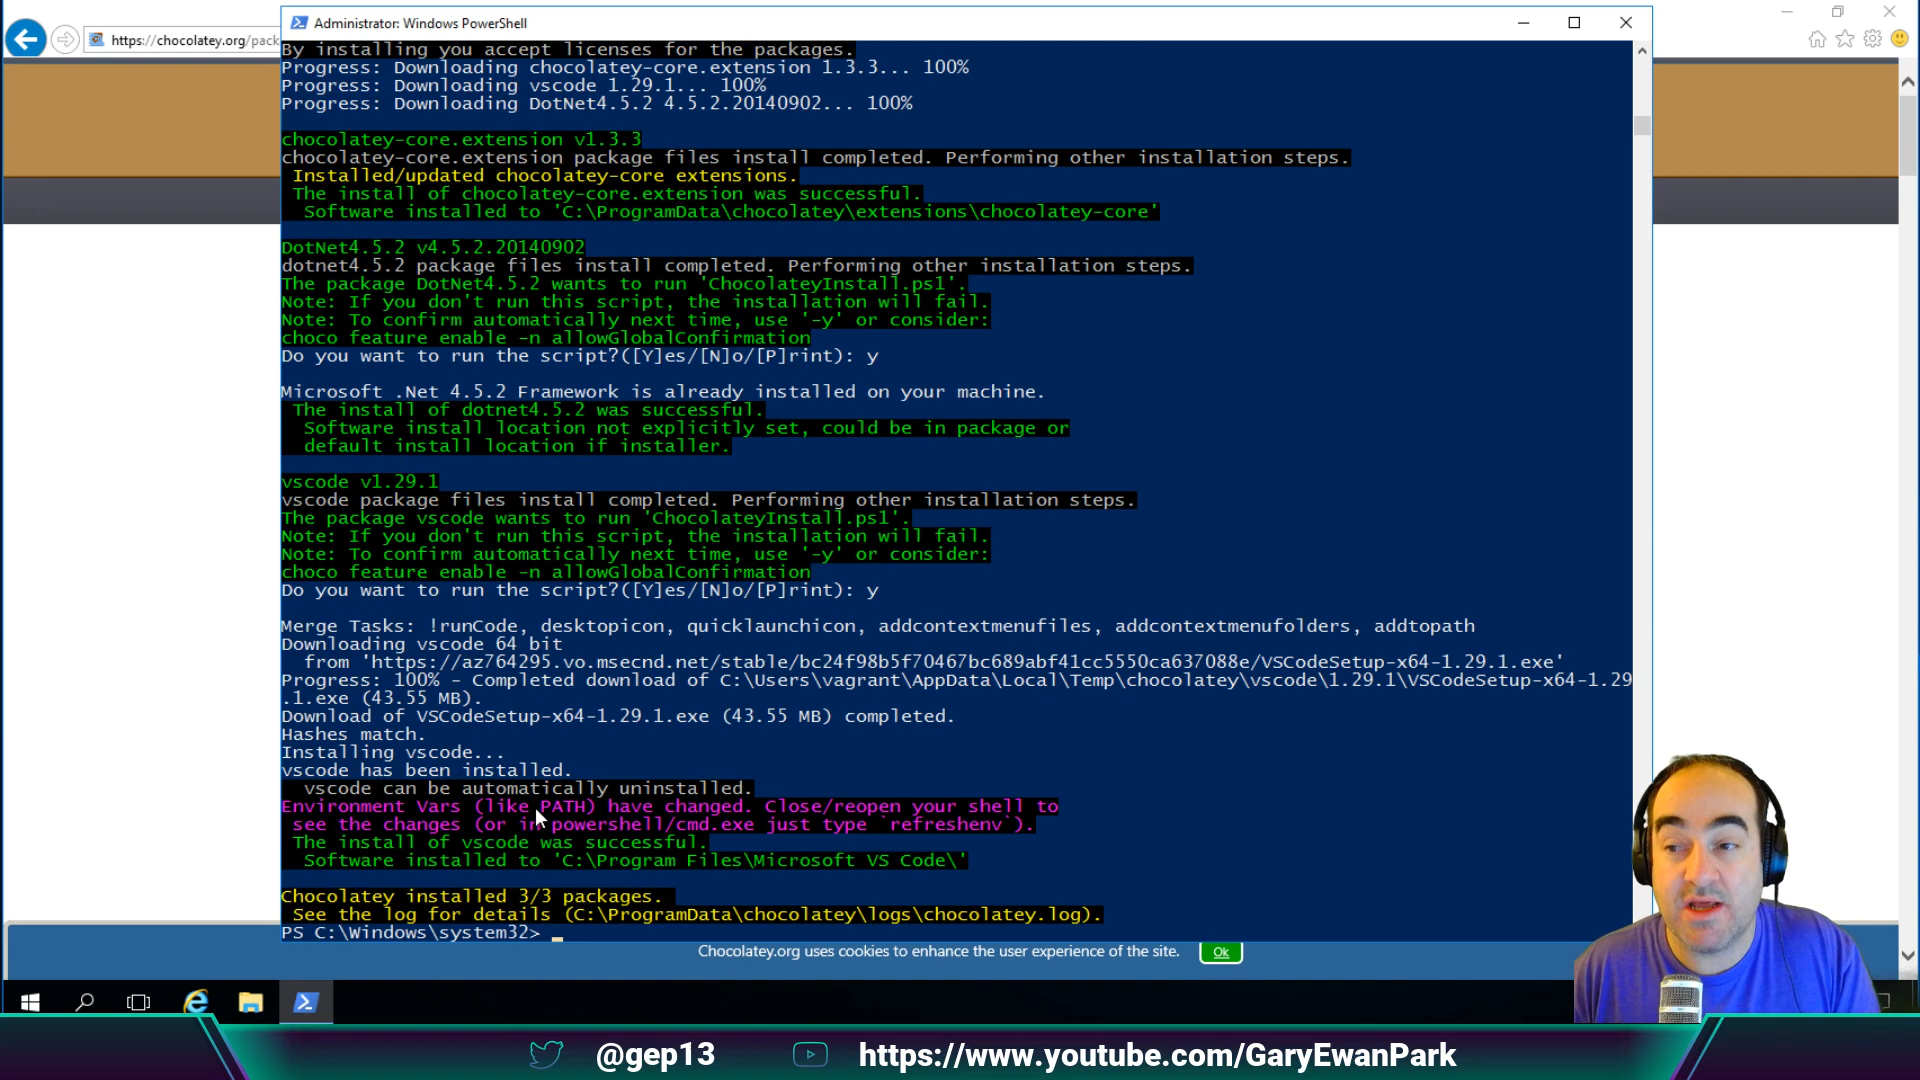 Administrator: Windows PowerShell
https://chocolatey.org/pack
By installing you accept licenses for the packages.
Progress: Downloading chocolatey-core.extension 1.3.3... 100%
Progress: Downloading vscode 1.29.1... 100%
Progress: Downloading DotNet4.5.2 4.5.2.20140902... 100%
chocolatey-core.extension v1.3.3
chocolatey-core.extension package files install completed. Performing other installation steps.
Installed/updated chocolatey-core extensions.
The install of chocolatey-core.extension was successful.
Software installed to 'C:\ProgramData\chocolatey\extensions\chocolatey-core'
DotNet4.5.2 v4.5.2.20140902
dotnet4.5.2 package files install completed. Performing other installation steps.
The package DotNet4.5.2 wants to run 'ChocolateyInstall.ps1'.
Note: If you don't run this script, the installation will fail.
Note: To confirm automatically next time, use '-y' or consider:
choco feature enable -n allowGlobalConfirmation
Do you want to run the script?([Y]es/[N]o/[P]rint): y
Microsoft .Net 4.5.2 Framework is already installed on your machine.
The install of dotnet4.5.2 was successful.
Software install location not explicitly set, could be in package or
default install location if installer.
vscode v1.29.1
vscode package files install completed. Performing other installation steps.
The package vscode wants to run 'ChocolateyInstall.ps1'.
Note: If you don't run this script, the installation will fail.
Note: To confirm automatically next time, use '-y' or consider:
choco feature enable -n allowGlobalConfirmation
Do you want to run the script?([Y]es/[N]o/[P]rint): y
Merge Tasks: !runCode, desktopicon, quicklaunchicon, addcontextmenufiles, addcontextmenufolders, addtopath
Downloading vscode 64 bit
from 'https://az764295.vo.msecnd.net/stable/bc24f98b5f70467bc689abf41cc5550ca637088e/VSCodeSetup-x64-1.29.1.exe'
Progress: 100% - Completed download of C:\Users\vagrant\AppData\Local\Temp\chocolatey\vscode\1.29.1\VSCodeSetup-x64-1.29
.1.exe (43.55 MB).
Download of VSCodeSetup-x64-1.29.1.exe (43.55 MB) completed.
Hashes match.
Installing vscode...
vscode has been installed.
vscode can be automatically uninstalled.
Environment Vars (like PATH) have changed. Close/reopen your shell to
see the changes (or in powershell/cmd.exe just type `refreshenv`).
The install of vscode was successful.
Software installed to 'C:\Program Files\Microsoft VS Code\'
Chocolatey installed 3/3 packages.
See the log for details (C:\ProgramData\chocolatey\logs\chocolatey.log).
PS C:\Windows\system32>
Chocolatey.org uses cookies to enhance the user experience of the site.
Ok
@gep13
https://www.youtube.com/GaryEwanPark